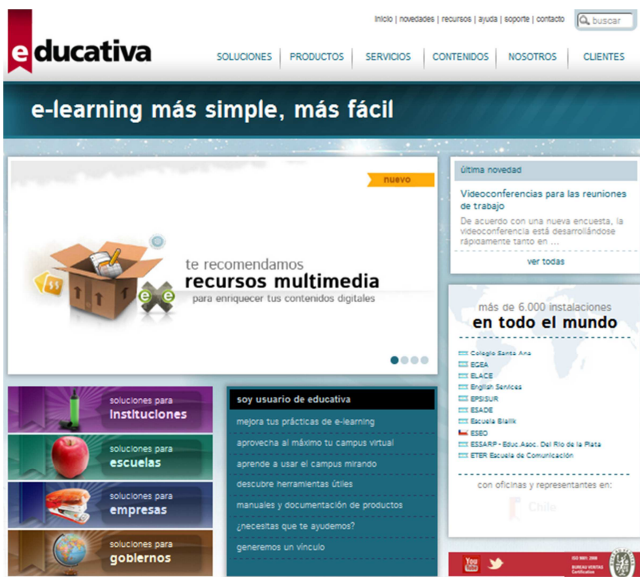 inicio | novedades | recursos | ayuda | soporte | contacto
buscar
educativa
SOLUCIONES
PRODUCTOS
SERVICIOS
CONTENIDOS
NOSOTROS
CLIENTES
e-learning más simple, más fácil
nuevo
te recomendamos
recursos multimedia
para enriquecer tus contenidos digitales
última novedad
Videoconferencias para las reuniones
de trabajo
De acuerdo con una nueva encuesta, la
videoconferencia está desarrollándose
rápidamente tanto en ...
ver todas
más de 6.000 instalaciones
en todo el mundo
Colegio Santa Ana
EGEA
ELACE
English Services
EPSISUR
ESADE
Escuela Bialik
ESEO
ESSARP - Educ.Asoc. Del Río de la Plata
ETER Escuela de Comunicación
con oficinas y representantes en:
Chile
soluciones para
instituciones
soluciones para
escuelas
soluciones para
empresas
soluciones para
gobiernos
soy usuario de educativa
mejora tus prácticas de e-learning
aprovecha al máximo tu campus virtual
aprende a usar el campus mirando
descubre herramientas útiles
manuales y documentación de productos
¿necesitas que te ayudemos?
generemos un vínculo
You
Tube
BUREAU VERITAS
Certification